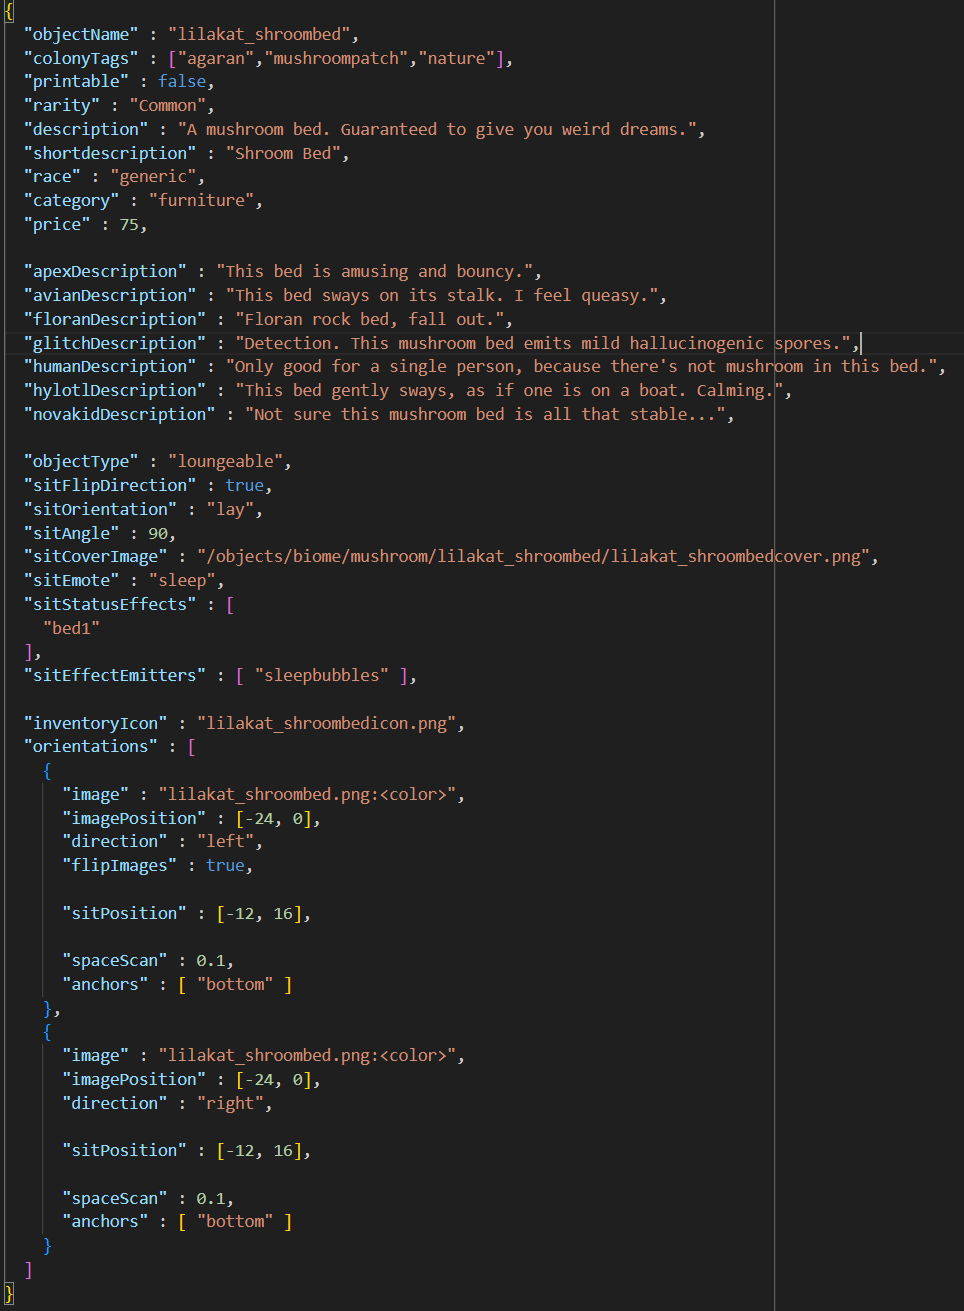 {
"objectName" : "lilakat_shroombed",
"colonyTags" : ["agaran","mushroompatch","nature"],
"printable" : false,
"rarity" : "Common",
"description" : "A mushroom bed. Guaranteed to give you weird dreams.",
"shortdescription" : "Shroom Bed",
"race" : "generic",
"category" : "furniture",
"price" : 75,
"apexDescription" : "This bed is amusing and bouncy.",
"avianDescription" : "This bed sways on its stalk. I feel queasy.",
"floranDescription" : "Floran rock bed, fall out.",
"glitchDescription" : "Detection. This mushroom bed emits mild hallucinogenic spores.",
"humanDescription" : "Only good for a single person, because there's not mushroom in this bed.",
"hylotlDescription" : "This bed gently sways, as if one is on a boat. Calming.",
"novakidDescription" : "Not sure this mushroom bed is all that stable...",
"objectType" : "loungeable",
"sitFlipDirection" : true,
"sitOrientation" : "lay",
"sitAngle" : 90,
"sitCoverImage" : "/objects/biome/mushroom/lilakat_shroombed/lilakat_shroombedcover.png",
"sitEmote" : "sleep",
"sitStatusEffects" : [
"bed1"
],
"sitEffectEmitters" : [ "sleepbubbles" ],
"inventoryIcon" : "lilakat_shroombedicon.png",
"orientations" : [
{
"image" : "lilakat_shroombed.png:<color>",
"imagePosition" : [-24, 0],
"direction" : "left",
"flipImages" : true,
"sitPosition" : [-12, 16],
"spaceScan" : 0.1,
"anchors" : [ "bottom" ]
},
{
"image" : "lilakat_shroombed.png:<color>",
"imagePosition" : [-24, 0],
"direction" : "right",
"sitPosition" : [-12, 16],
"spaceScan" : 0.1,
"anchors" : [ "bottom" ]
}
]
}